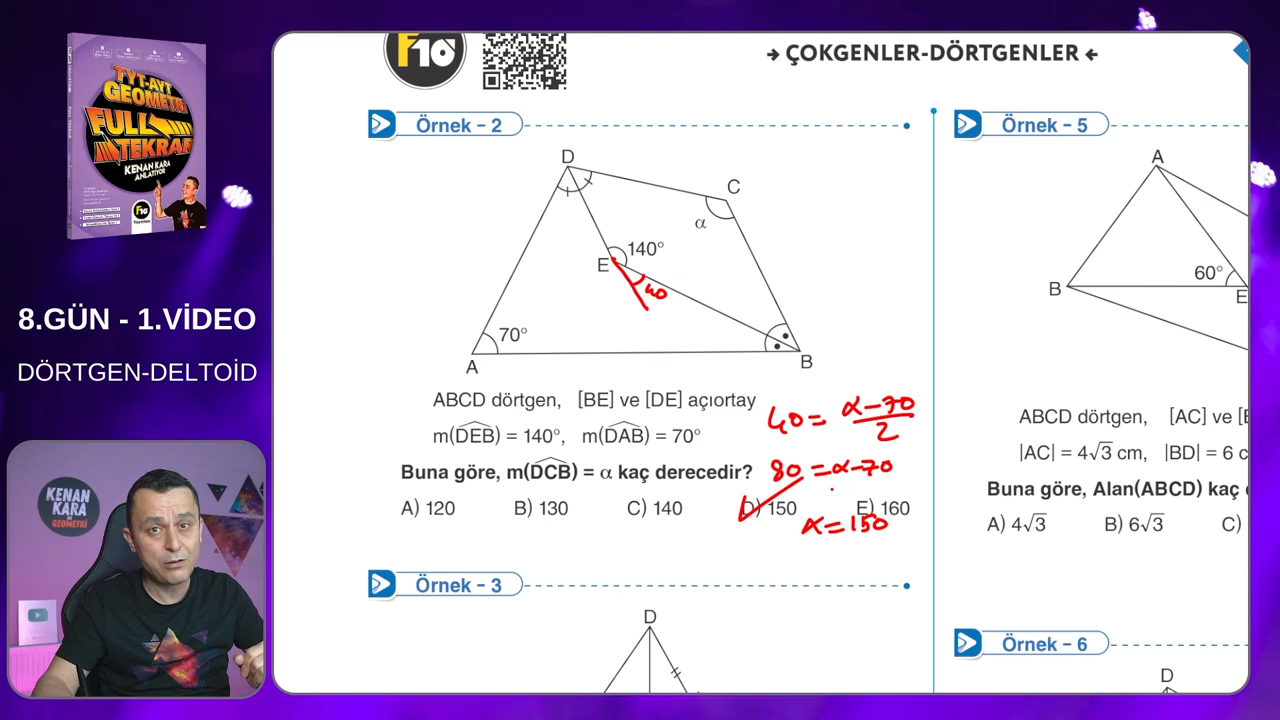 F10
→ ÇOKGENLER-DÖRTGENLER ←
TYT-AYT
GEOMETRİ
FULL
TEKRAR
KENAN KARA
ANLATIYOR
F10
8.GÜN - 1.VİDEO
DÖRTGEN-DELTOİD
KENAN
KARA
GEOMETRİ
Örnek - 2
D
C
α
140°
E
40
70°
A
B
ABCD dörtgen, [BE] ve [DE] açıortay
m(DEB) = 140°, m(DAB) = 70°
Buna göre, m(DCB) = α kaç derecedir?
A) 120 B) 130 C) 140 D) 150 E) 160
40 = α-70
2
80 = α-70
α = 150
Örnek - 3
D
Örnek - 5
A
60°
B
E
ABCD dörtgen, [AC] ve [E
|AC| = 4√3 cm, |BD| = 6 c
Buna göre, Alan(ABCD) kaç
A) 4√3 B) 6√3 C)
Örnek - 6
D